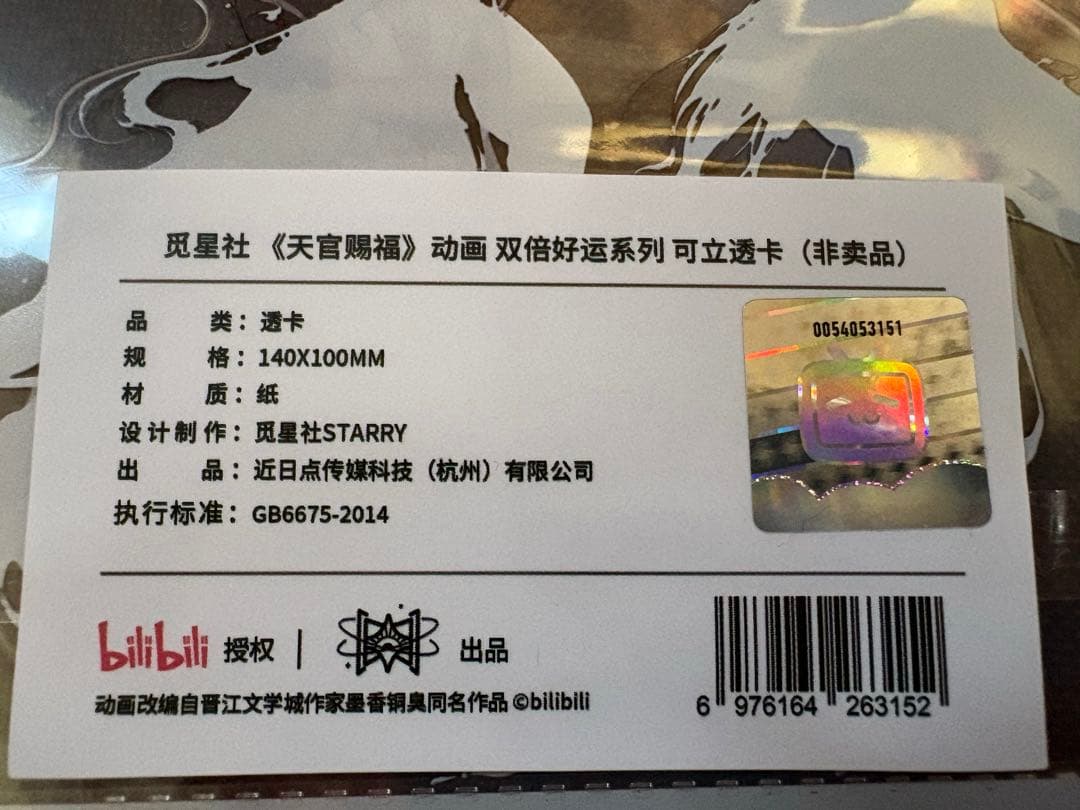 觅星社 《天官赐福》动画 双倍好运系列 可立透卡（非卖品）
品 类：透卡
规 格：140X100MM
材 质：纸
设计制作：觅星社STARRY
出 品：近日点传媒科技（杭州）有限公司
执行标准：GB6675-2014
0054053151
bilibili 授权 | 出品
动画改编自晋江文学城作家墨香铜臭同名作品 ©bilibili
6 976164 263152